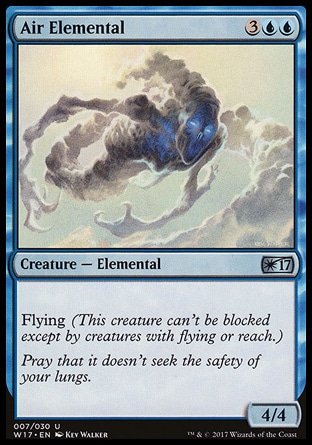 Air Elemental 3
Creature — Elemental 17
Flying (This creature can't be blocked
except by creatures with flying or reach.)
Pray that it doesn't seek the safety of
your lungs.
4/4
007/030 U
W17 • EN Kev Walker ™ & © 2017 Wizards of the Coast